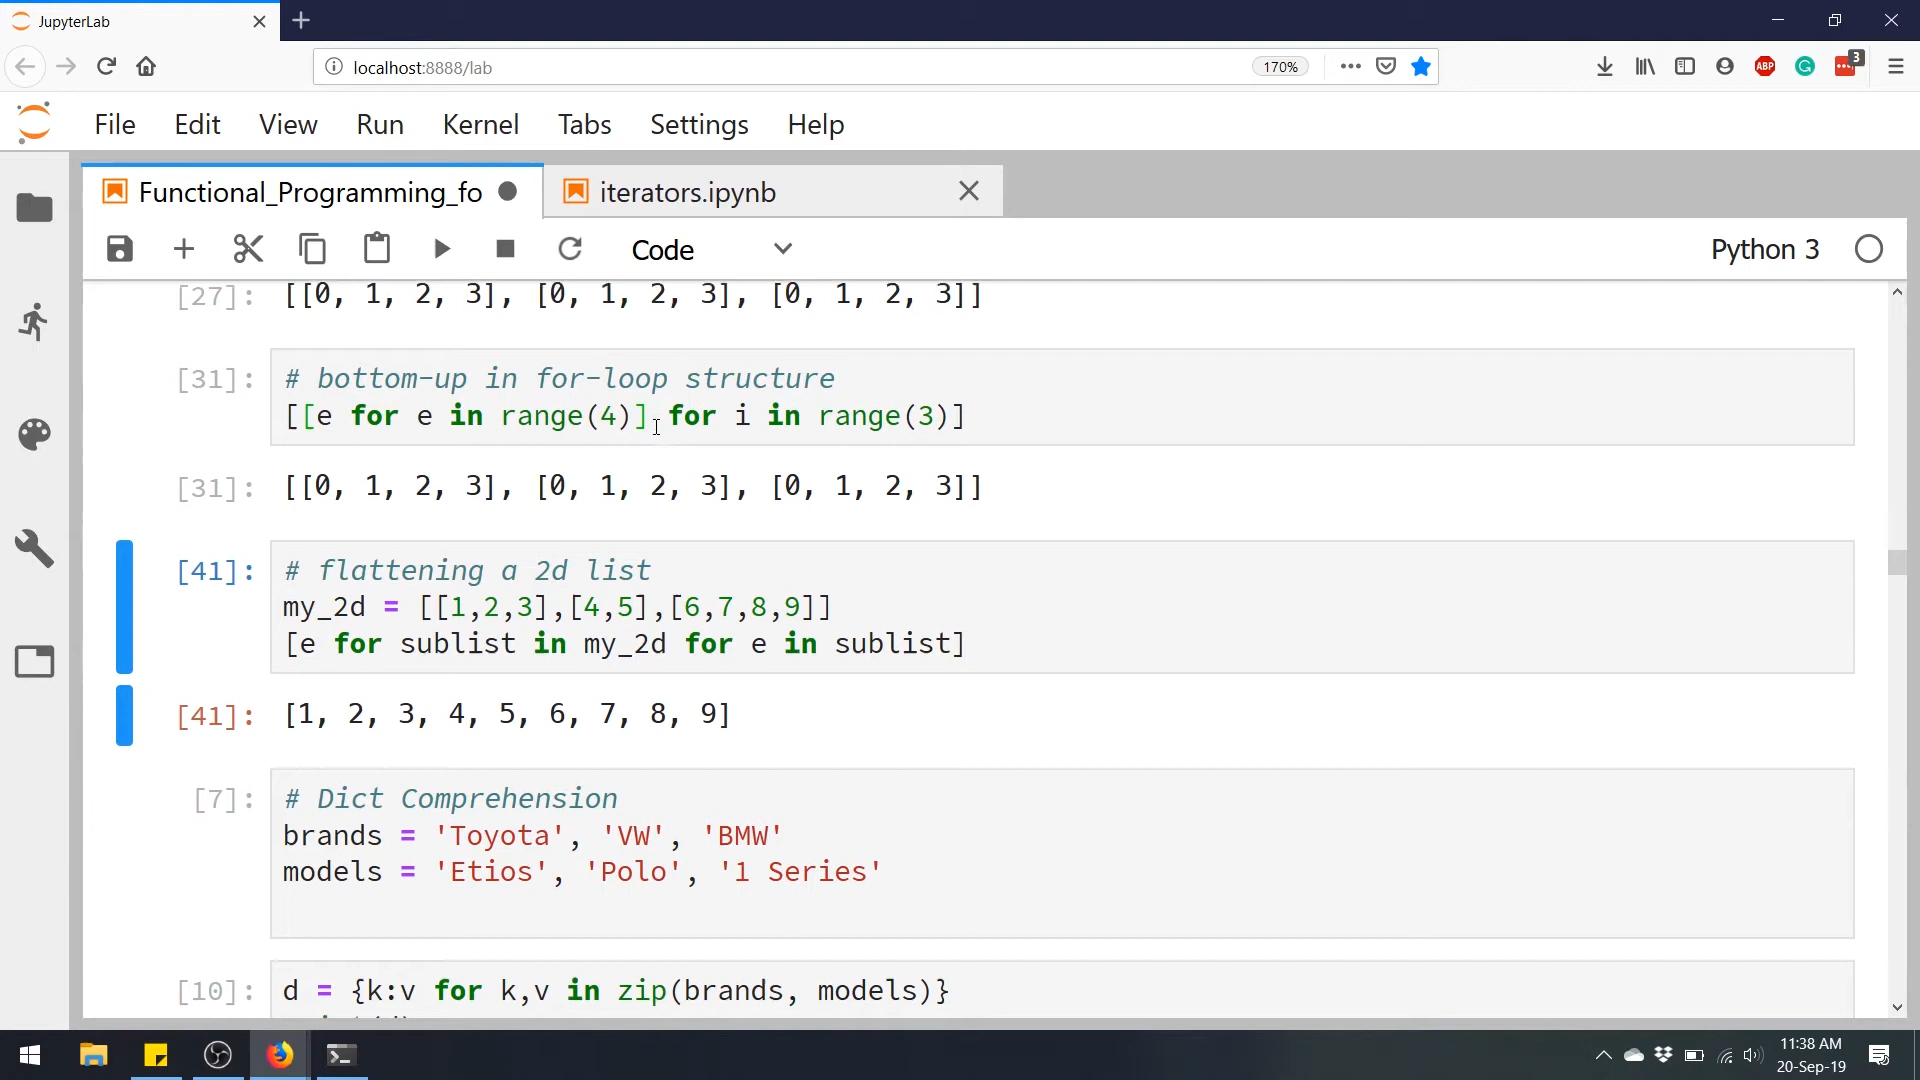 JupyterLab
localhost:8888/lab
170%
ABP
3
File Edit View Run Kernel Tabs Settings Help
Functional_Programming_fo
iterators.ipynb
Code
Python 3
[27]: [[0, 1, 2, 3], [0, 1, 2, 3], [0, 1, 2, 3]]
[31]: # bottom-up in for-loop structure
[[e for e in range(4)] for i in range(3)]
[31]: [[0, 1, 2, 3], [0, 1, 2, 3], [0, 1, 2, 3]]
[41]: # flattening a 2d list
my_2d = [[1,2,3],[4,5],[6,7,8,9]]
[e for sublist in my_2d for e in sublist]
[41]: [1, 2, 3, 4, 5, 6, 7, 8, 9]
[7]: # Dict Comprehension
brands = 'Toyota', 'VW', 'BMW'
models = 'Etios', 'Polo', '1 Series'
[10]: d = {k:v for k,v in zip(brands, models)}
11:38 AM
20-Sep-19